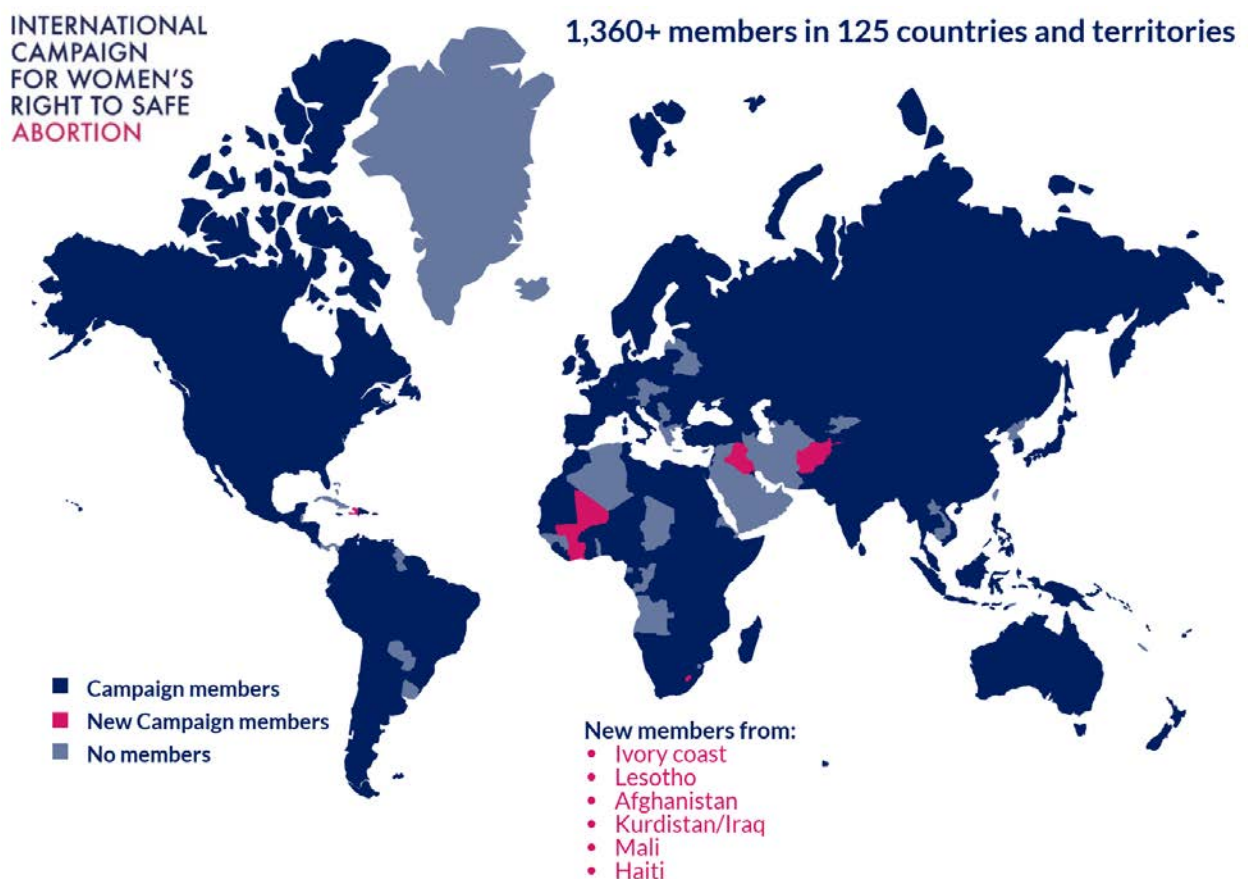 INTERNATIONAL
CAMPAIGN
FOR WOMEN'S
RIGHT TO SAFE
ABORTION
1,360+ members in 125 countries and territories
Campaign members
New Campaign members
No members
New members from:
• Ivory coast
• Lesotho
• Afghanistan
• Kurdistan/Iraq
• Mali
• Haiti